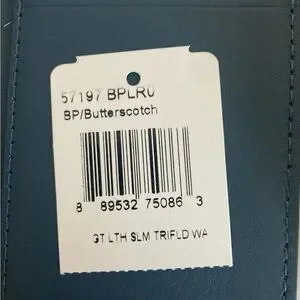 57197 BPLR0
BP/Butterscotch
8 89532 75086 3
GT LTH SLM TRIFLD WA